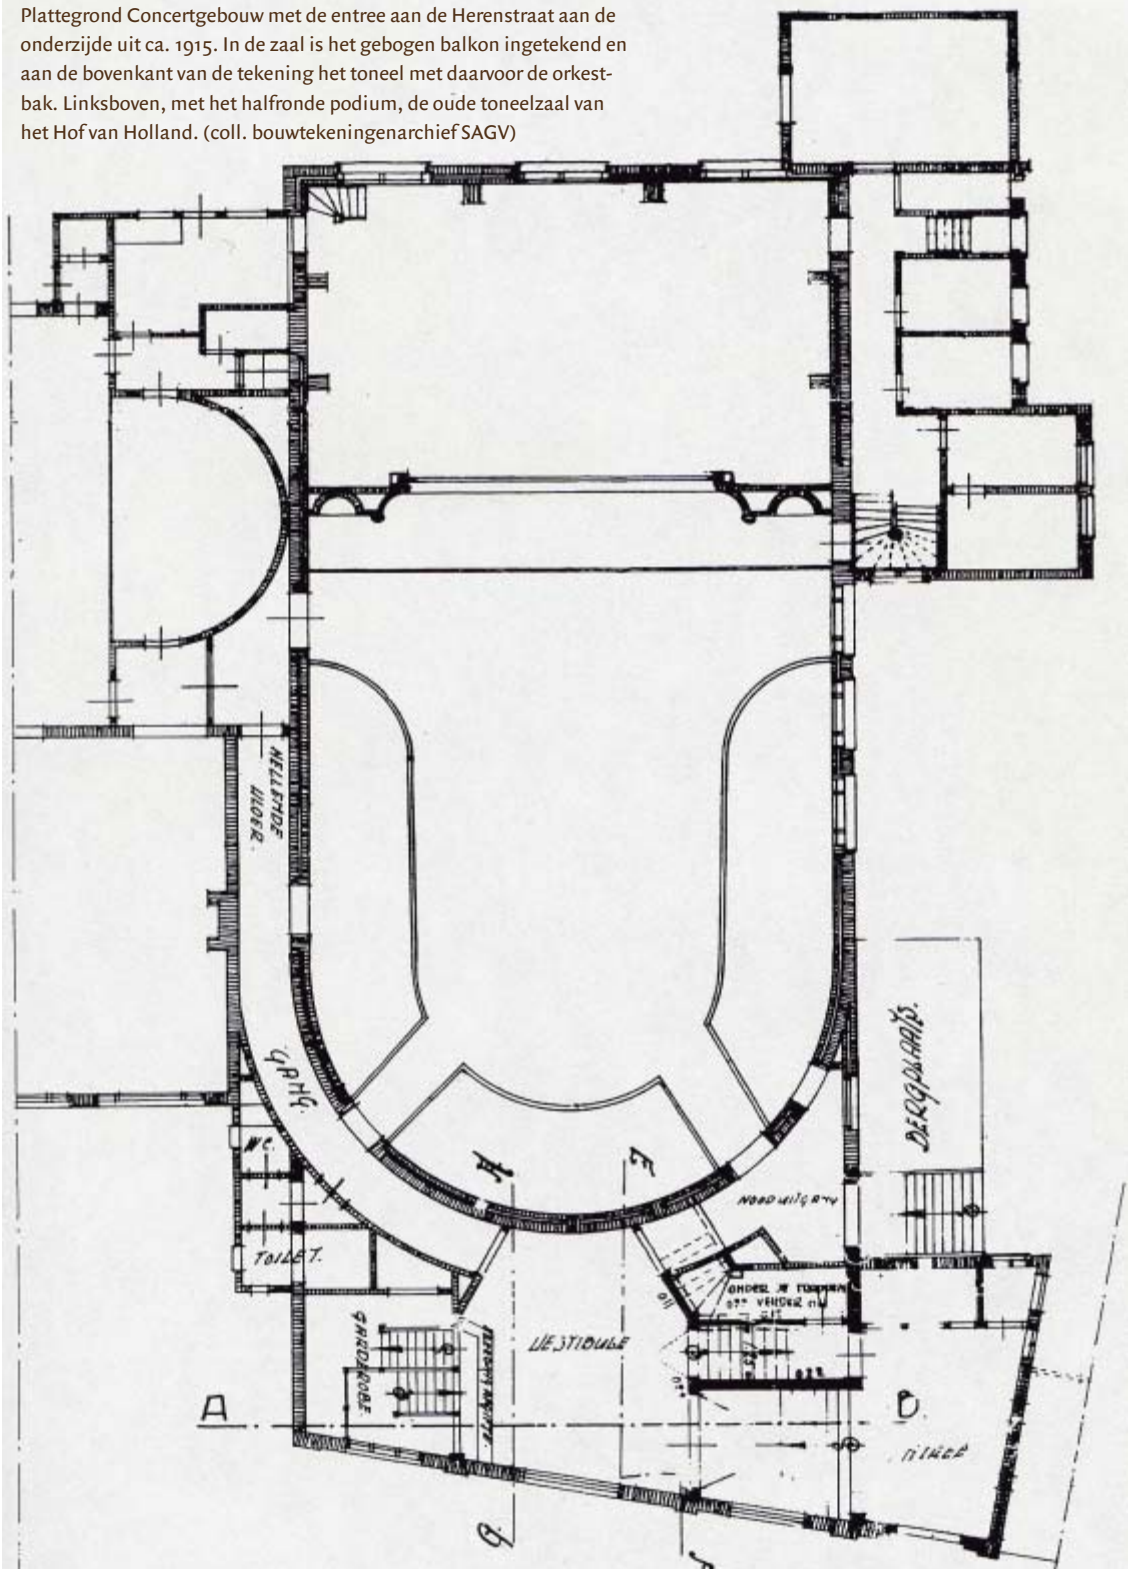 Plattegrond Concertgebouw met de entree aan de Herenstraat aan de
onderzijde uit ca. 1915. In de zaal is het gebogen balkon ingetekend en
aan de bovenkant van de tekening het toneel met daarvoor de orkest-
bak. Linksboven, met het halfronde podium, de oude toneelzaal van
het Hof van Holland. (coll. bouwtekeningenarchief SAGV)
HELLENDE
VLOER.
GANG.
BERGPLAATS.
WC.
A
E
NOODUITGANG
TOILET.
VESTIBULE
GARDEROBE.
A
B.